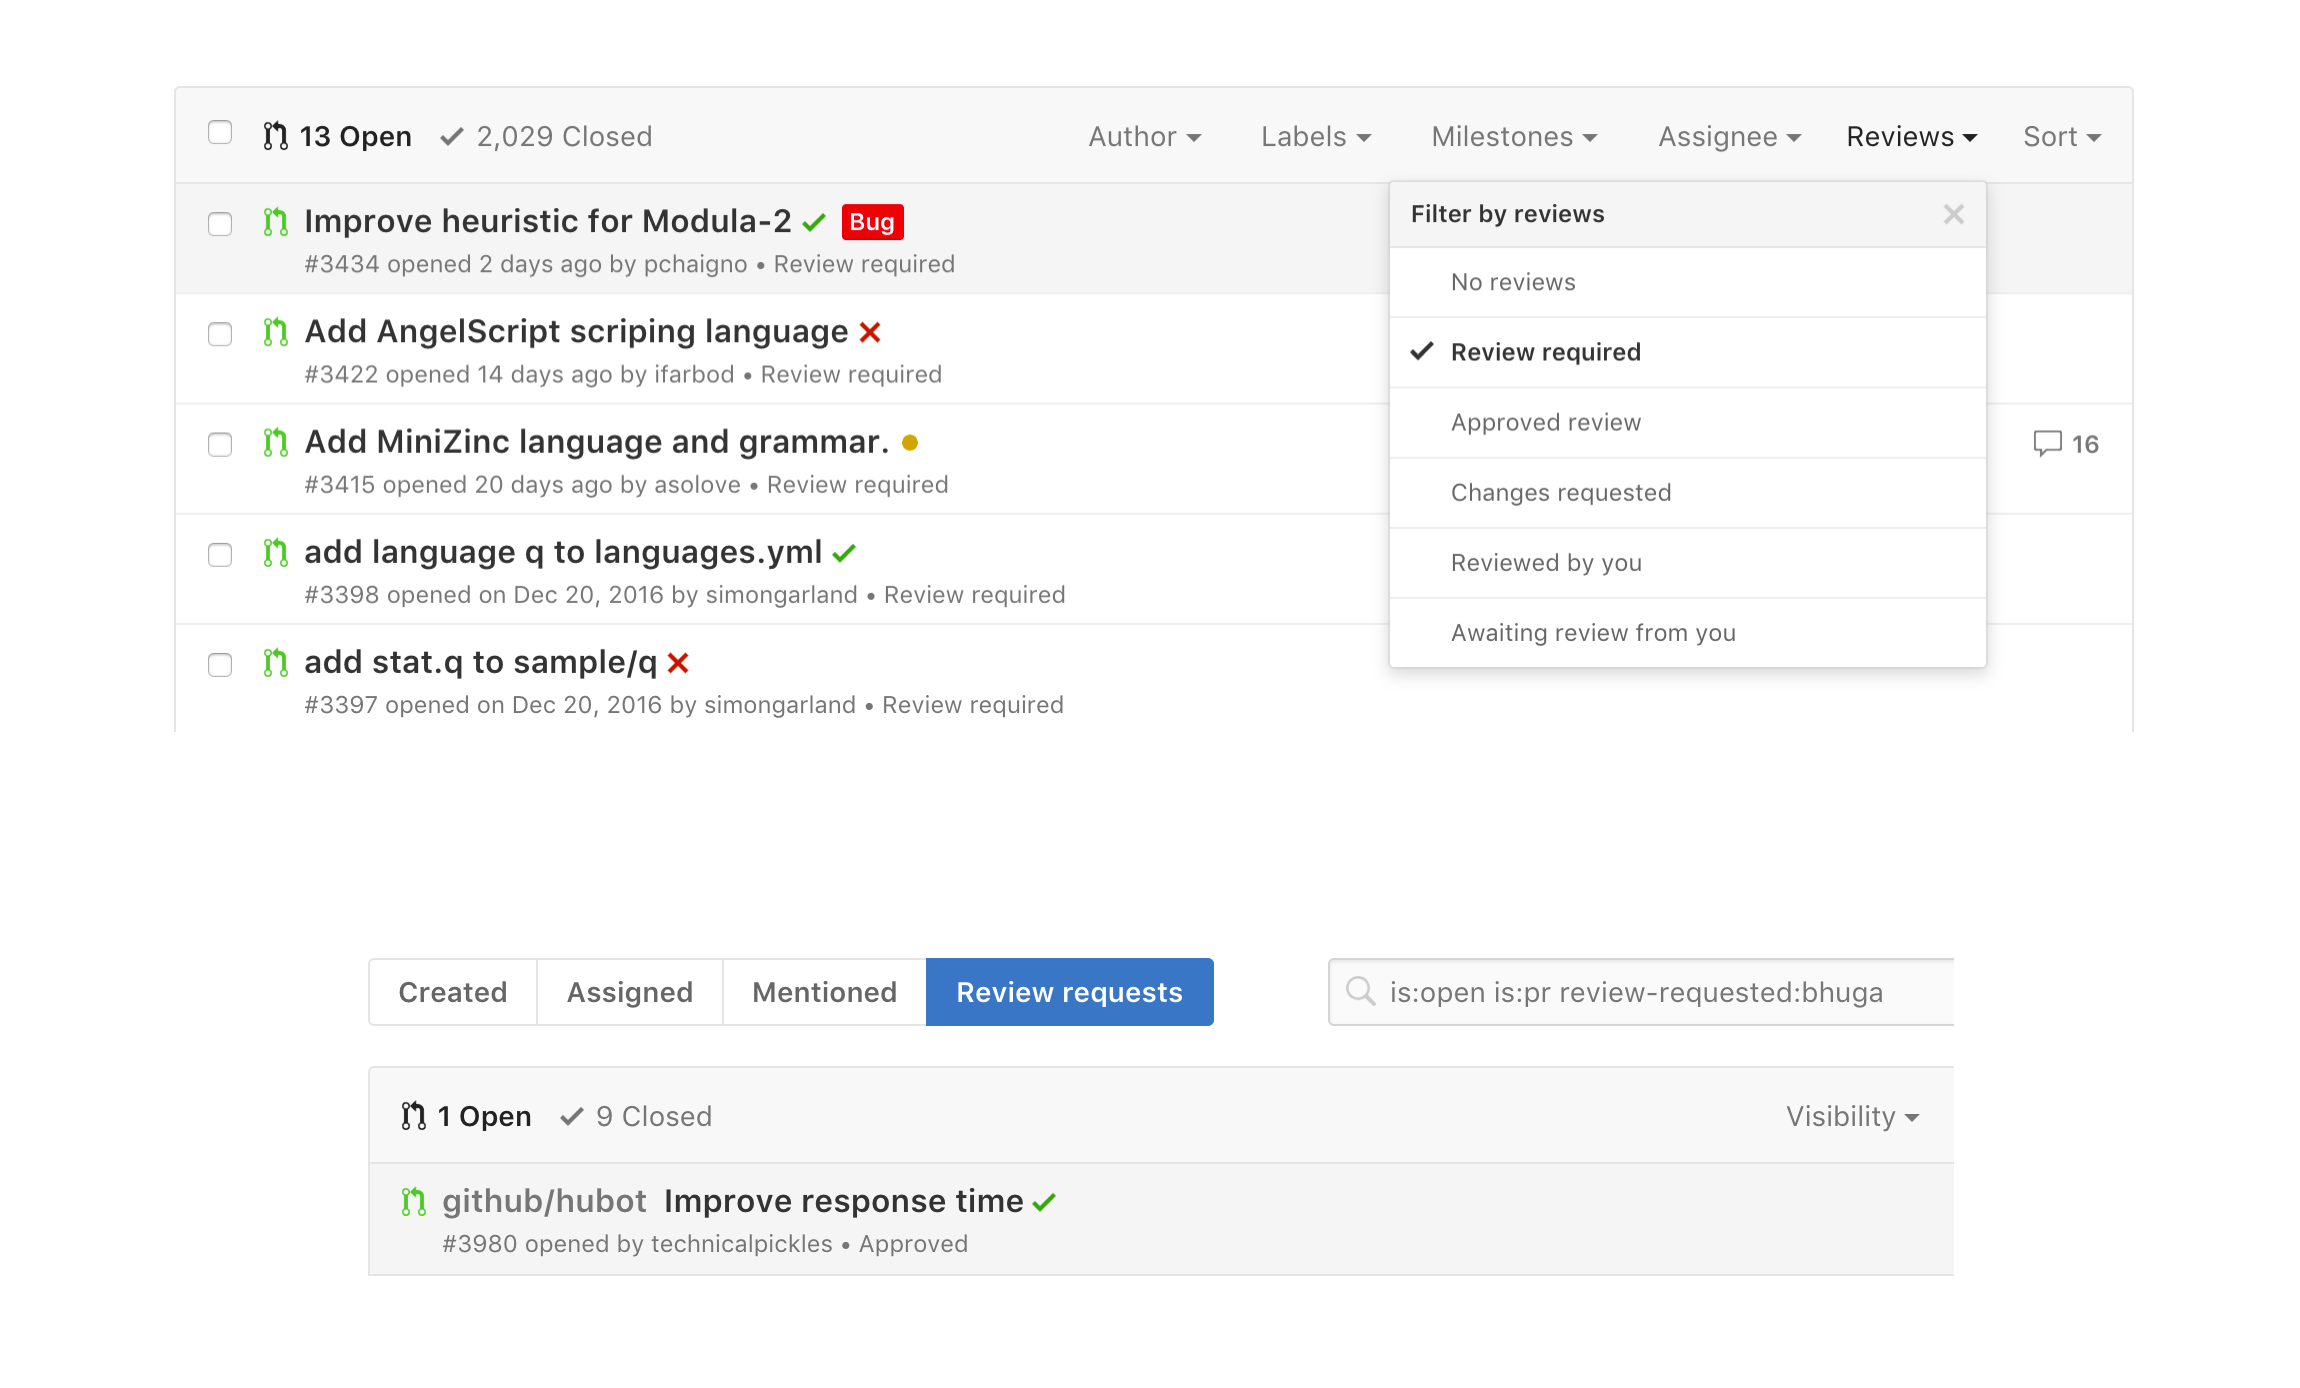 13 Open 2,029 Closed Author Labels Milestones Assignee Reviews Sort
Improve heuristic for Modula-2 Bug
#3434 opened 2 days ago by pchaigno • Review required
Add AngelScript scriping language
#3422 opened 14 days ago by ifarbod • Review required
Add MiniZinc language and grammar.
16
#3415 opened 20 days ago by asolove • Review required
add language q to languages.yml
#3398 opened on Dec 20, 2016 by simongarland • Review required
add stat.q to sample/q
#3397 opened on Dec 20, 2016 by simongarland • Review required
Filter by reviews
No reviews
Review required
Approved review
Changes requested
Reviewed by you
Awaiting review from you
Created Assigned Mentioned Review requests
is:open is:pr review-requested:bhuga
1 Open 9 Closed Visibility
github/hubot Improve response time
#3980 opened by technicalpickles • Approved